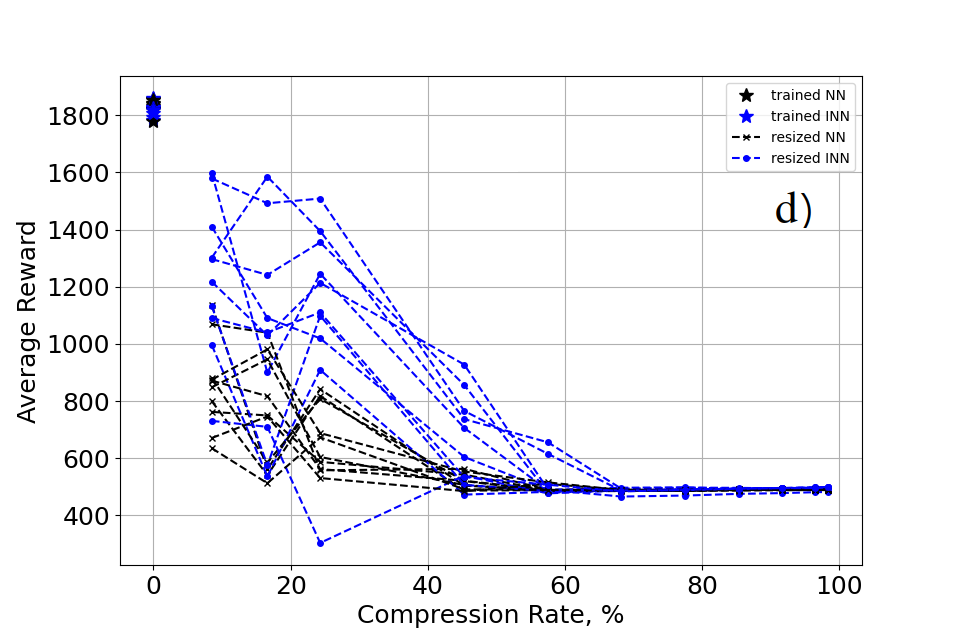 1800
1600
1400
1200
1000
800
600
400
Average Reward
0
20
40
60
80
100
Compression Rate, %
trained NN
trained INN
resized NN
resized INN
d)